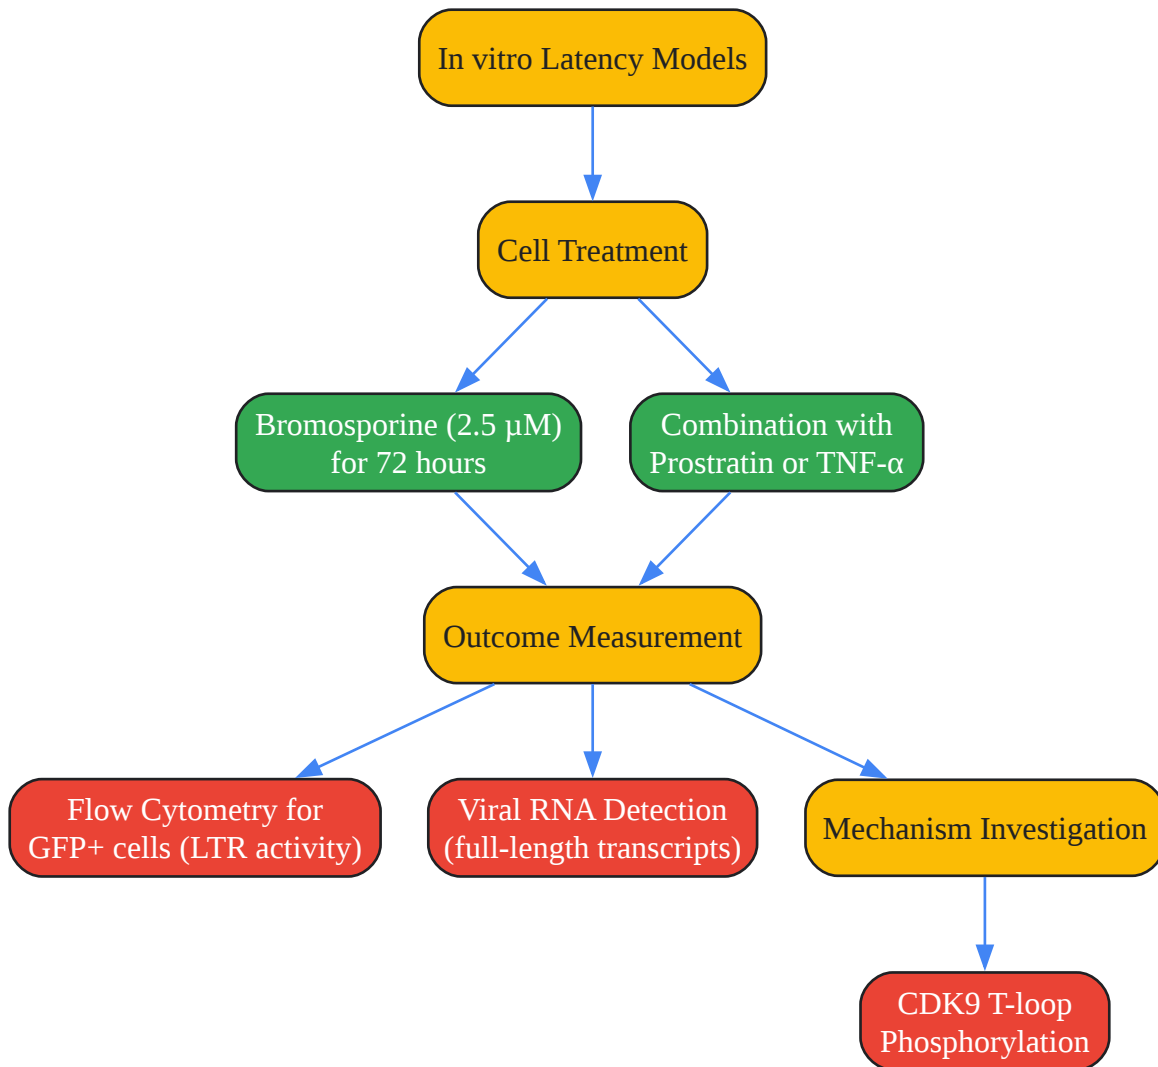 In vitro Latency Models
Cell Treatment
Bromosporine (2.5 µM)
for 72 hours
Combination with
Prostratin or TNF-α
Outcome Measurement
Flow Cytometry for
GFP+ cells (LTR activity)
Viral RNA Detection
(full-length transcripts)
Mechanism Investigation
CDK9 T-loop
Phosphorylation